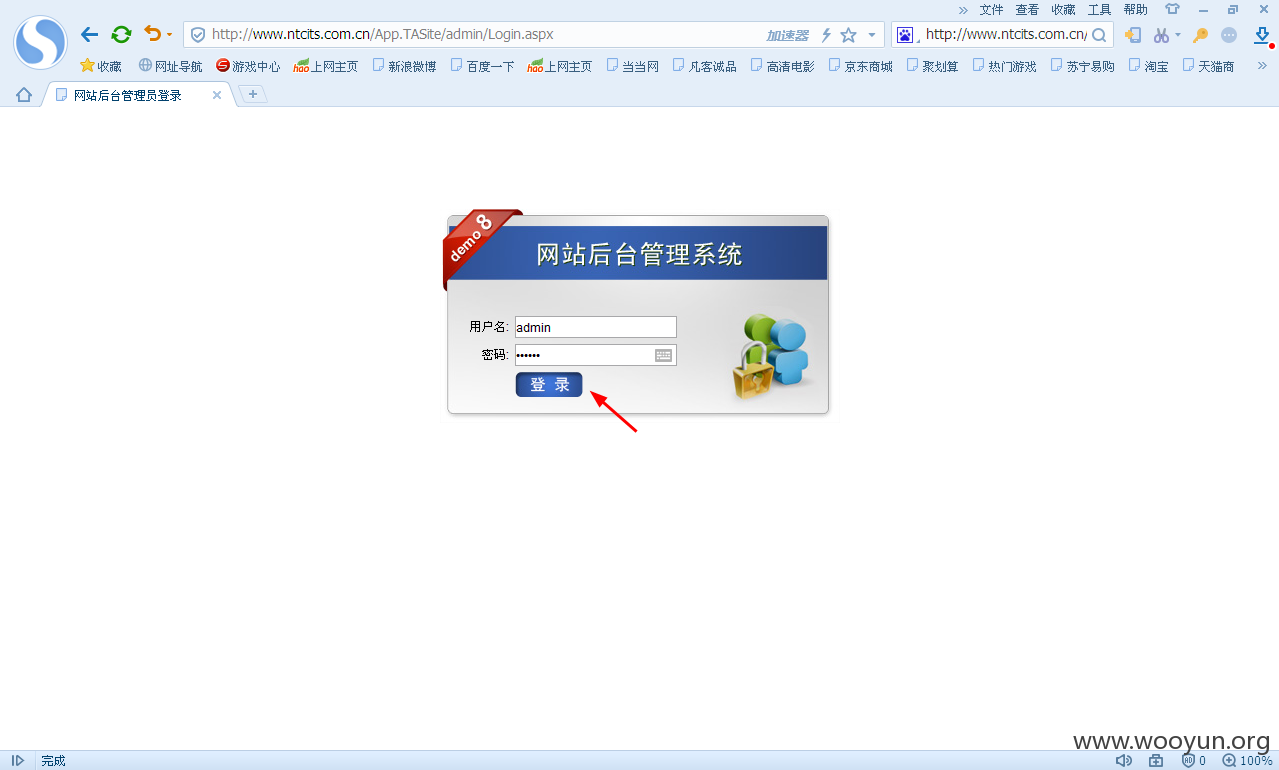 » 文件 查看 收藏 工具 帮助
http://www.ntcits.com.cn/App.TASite/admin/Login.aspx 加速器 http://www.ntcits.com.cn/
收藏 网址导航 游戏中心 hao 上网主页 新浪微博 百度一下 hao 上网主页 当当网 凡客诚品 高清电影 京东商城 聚划算 热门游戏 苏宁易购 淘宝 天猫商 »
网站后台管理员登录
demo 8
网站后台管理系统
用户名: admin
密码: ••••••
登 录
www.wooyun.org
完成 0 100%